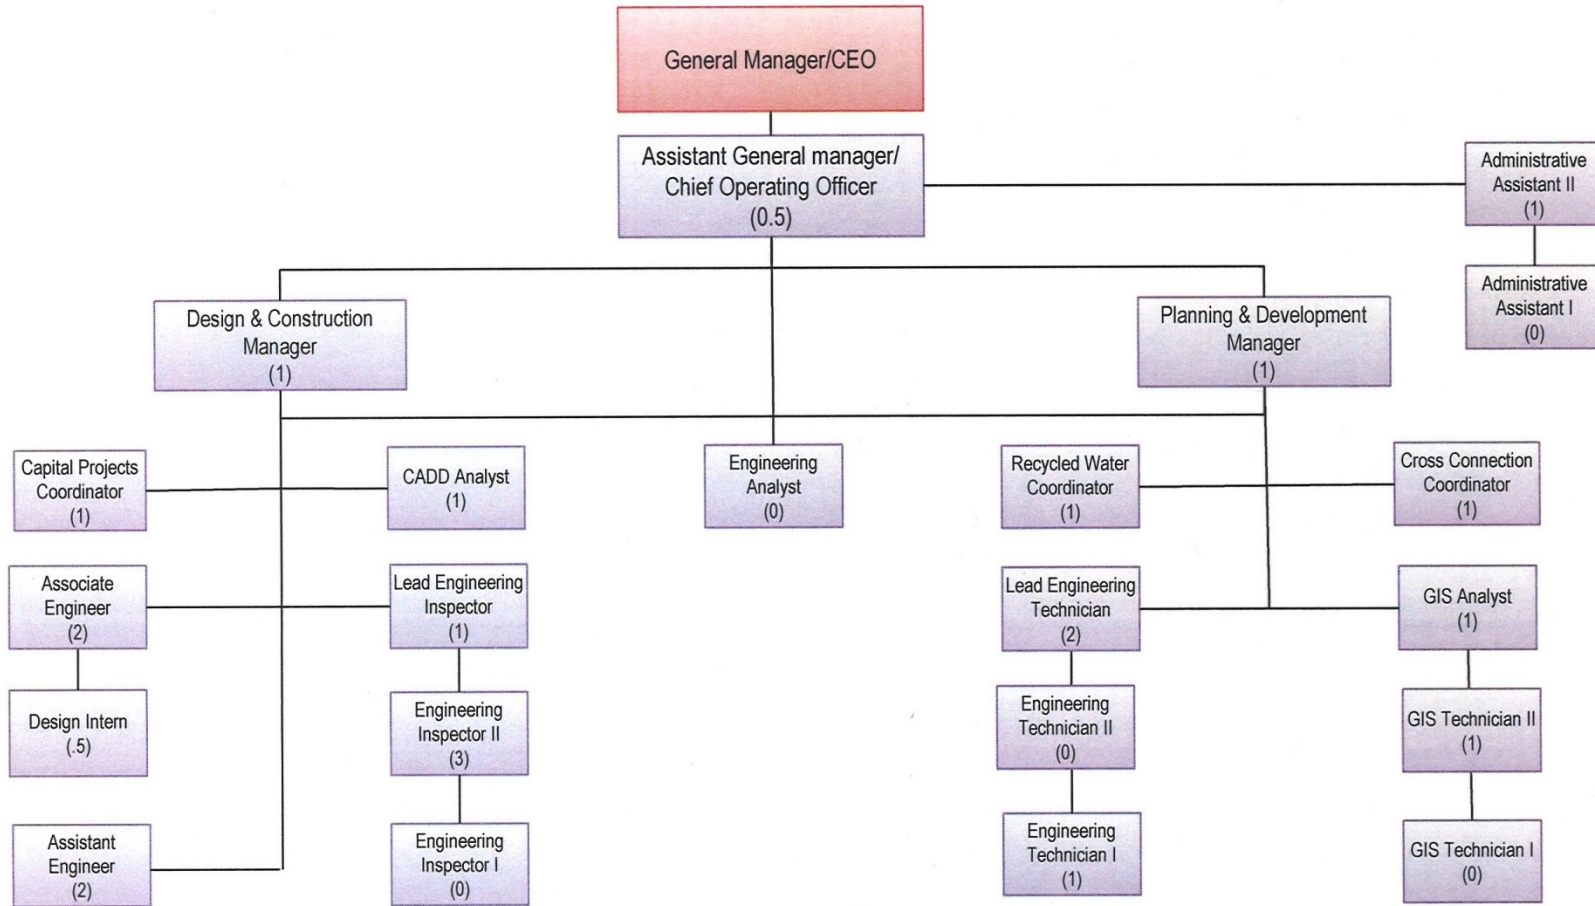 General Manager/CEO
Assistant General manager/
Chief Operating Officer
(0.5)
Administrative
Assistant II
(1)
Administrative
Assistant I
(0)
Design & Construction
Manager
(1)
Planning & Development
Manager
(1)
Capital Projects
Coordinator
(1)
CADD Analyst
(1)
Engineering
Analyst
(0)
Recycled Water
Coordinator
(1)
Cross Connection
Coordinator
(1)
Associate
Engineer
(2)
Lead Engineering
Inspector
(1)
Lead Engineering
Technician
(2)
GIS Analyst
(1)
Design Intern
(.5)
Engineering
Inspector II
(3)
Engineering
Technician II
(0)
GIS Technician II
(1)
Assistant
Engineer
(2)
Engineering
Inspector I
(0)
Engineering
Technician I
(1)
GIS Technician I
(0)